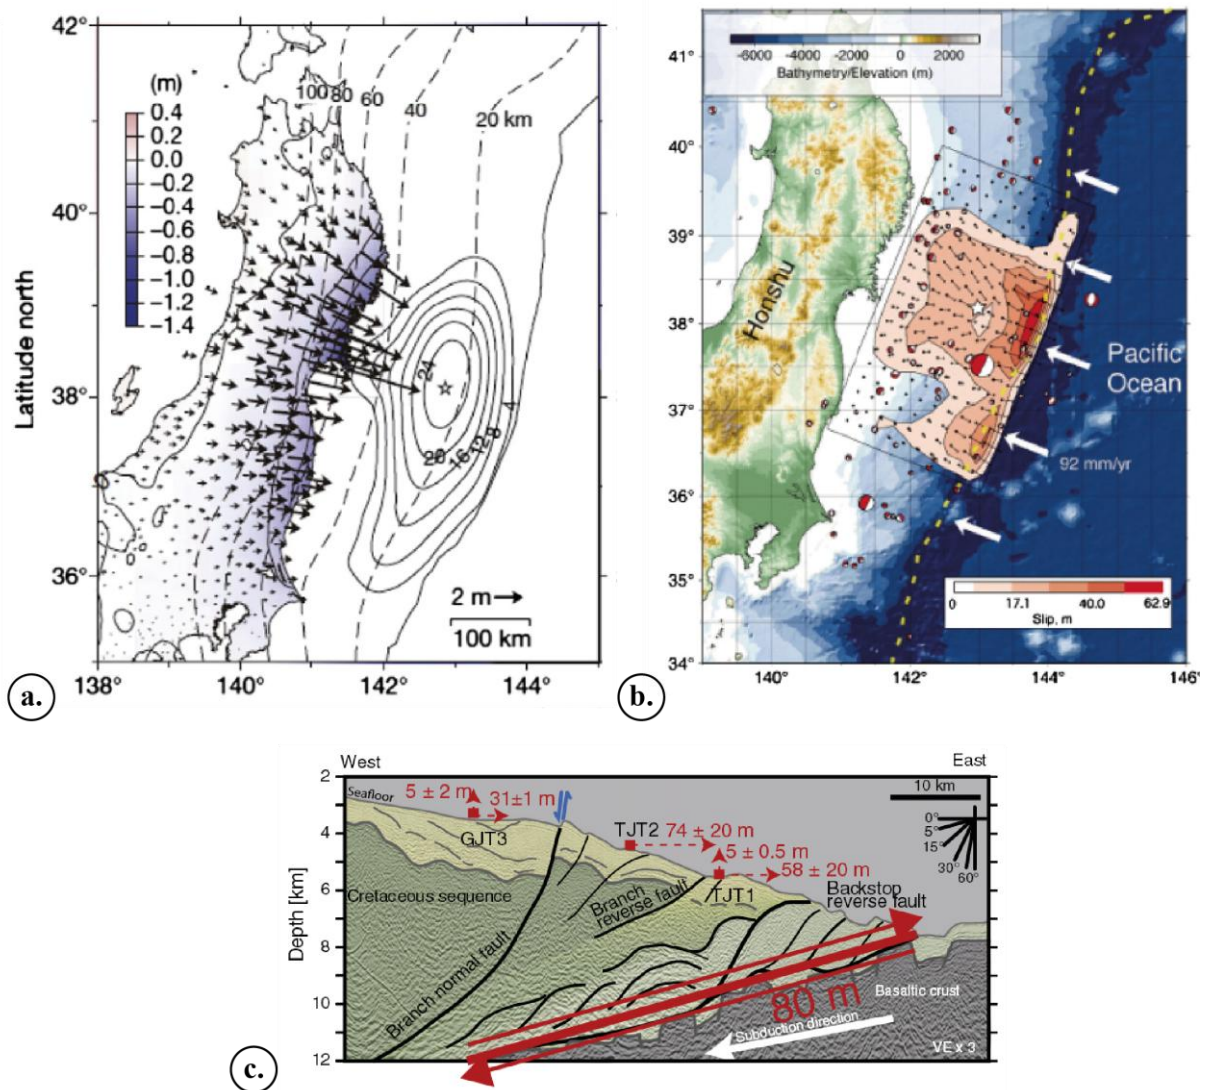 42°
40°
38°
36°
Latitude north
(m)
0.4
0.2
0.0
−0.2
−0.4
−0.6
−0.8
−1.0
−1.2
−1.4
100
80
60
40
20 km
24
20
16
12
8
4
2 m
100 km
138°
140°
142°
144°
a.
-6000
-4000
-2000
0
2000
Bathymetry/Elevation (m)
41°
40°
39°
38°
37°
36°
35°
34°
Honshu
Pacific
Ocean
92 mm/yr
0
17.1
40.0
62.9
Slip, m
140°
142°
144°
146°
b.
West
East
2
4
6
8
10
12
Depth [km]
Seafloor
5 ± 2 m
31±1 m
GJT3
TJT2
74 ± 20 m
5 ± 0.5 m
58 ± 20 m
TJT1
10 km
0°
5°
15°
30°
60°
Cretaceous sequence
Branch
reverse fault
Backstop
reverse fault
Branch normal fault
80 m
Basaltic crust
Subduction direction
VE x 3
c.